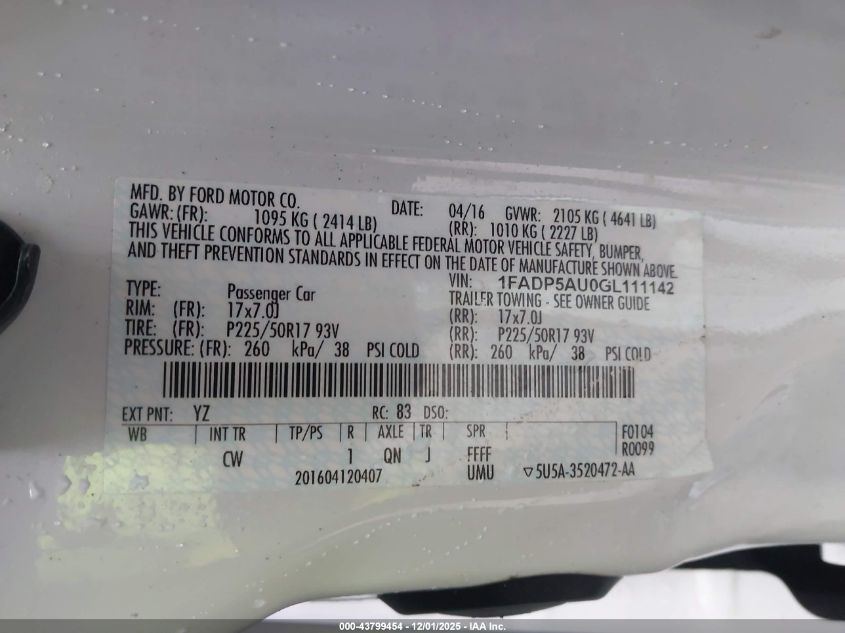 MFD. BY FORD MOTOR CO.
DATE: 04/16 GVWR: 2105 KG ( 4641 LB)
GAWR: (FR): 1095 KG ( 2414 LB) (RR): 1010 KG ( 2227 LB)
THIS VEHICLE CONFORMS TO ALL APPLICABLE FEDERAL MOTOR VEHICLE SAFETY, BUMPER,
AND THEFT PREVENTION STANDARDS IN EFFECT ON THE DATE OF MANUFACTURE SHOWN ABOVE.
VIN: 1FADP5AU0GL111142
TYPE: Passenger Car TRAILER TOWING - SEE OWNER GUIDE
RIM: (FR): 17x7.0J (RR): 17x7.0J
TIRE: (FR): P225/50R17 93V (RR): P225/50R17 93V
PRESSURE: (FR): 260 kPa/ 38 PSI COLD (RR): 260 kPa/ 38 PSI COLD
EXT PNT: YZ RC: 83 DSO:
WB INT TR TP/PS R AXLE TR SPR F0104
R0099
CW 1 QN J FFFF
201604120407 UMU ▽5U5A-3520472-AA
000-43799454 - 12/01/2025 - IAA Inc.